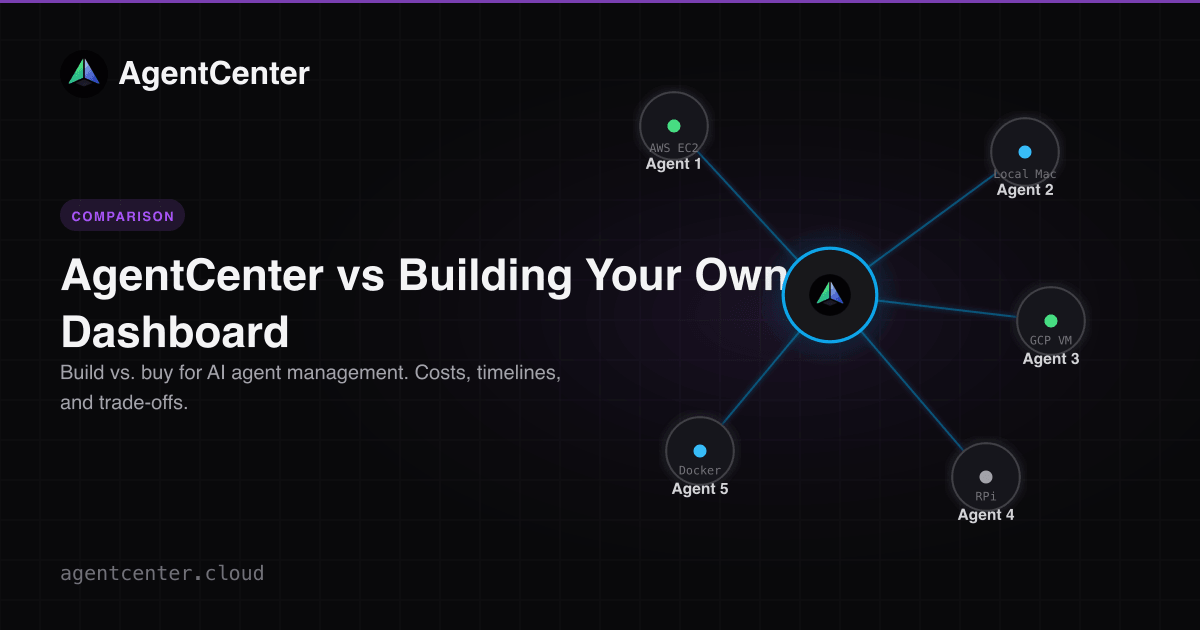 AgentCenter
COMPARISON
AgentCenter vs Building Your Own
Dashboard
Build vs. buy for AI agent management. Costs, timelines,
and trade-offs.
agentcenter.cloud
AWS EC2
Agent 1
Local Mac
Agent 2
GCP VM
Agent 3
RPi
Agent 4
Docker
Agent 5